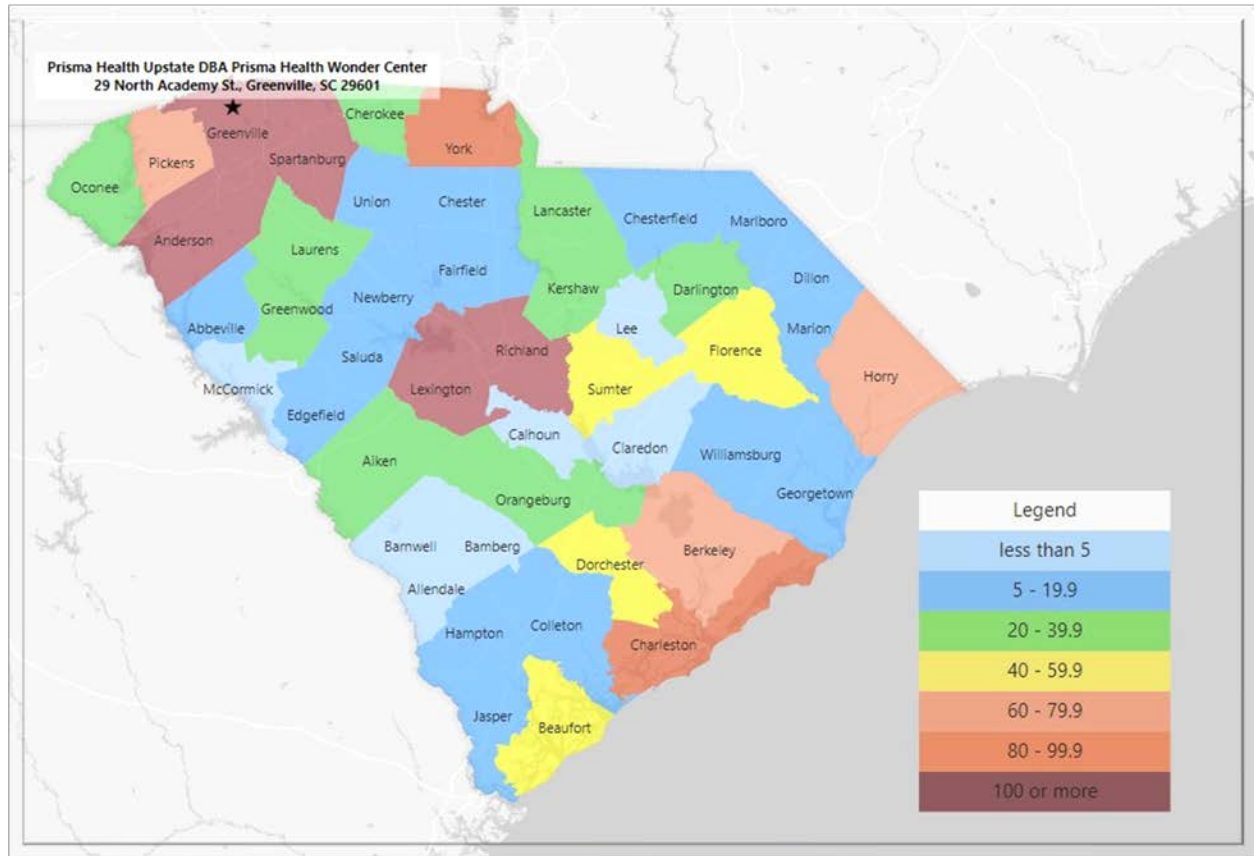 Prisma Health Upstate DBA Prisma Health Wonder Center
29 North Academy St., Greenville, SC 29601
Cherokee
Greenville
York
Pickens
Spartanburg
Oconee
Union
Chester
Lancaster
Chesterfield
Marlboro
Anderson
Laurens
Fairfield
Dillon
Newberry
Kershaw
Darlington
Greenwood
Abbeville
Lee
Marion
Richland
Florence
Saluda
Horry
McCormick
Lexington
Sumter
Edgefield
Calhoun
Claredon
Williamsburg
Aiken
Georgetown
Orangeburg
Barnwell
Bamberg
Berkeley
Dorchester
Allendale
Colleton
Hampton
Charleston
Jasper
Beaufort
Legend
less than 5
5 - 19.9
20 - 39.9
40 - 59.9
60 - 79.9
80 - 99.9
100 or more